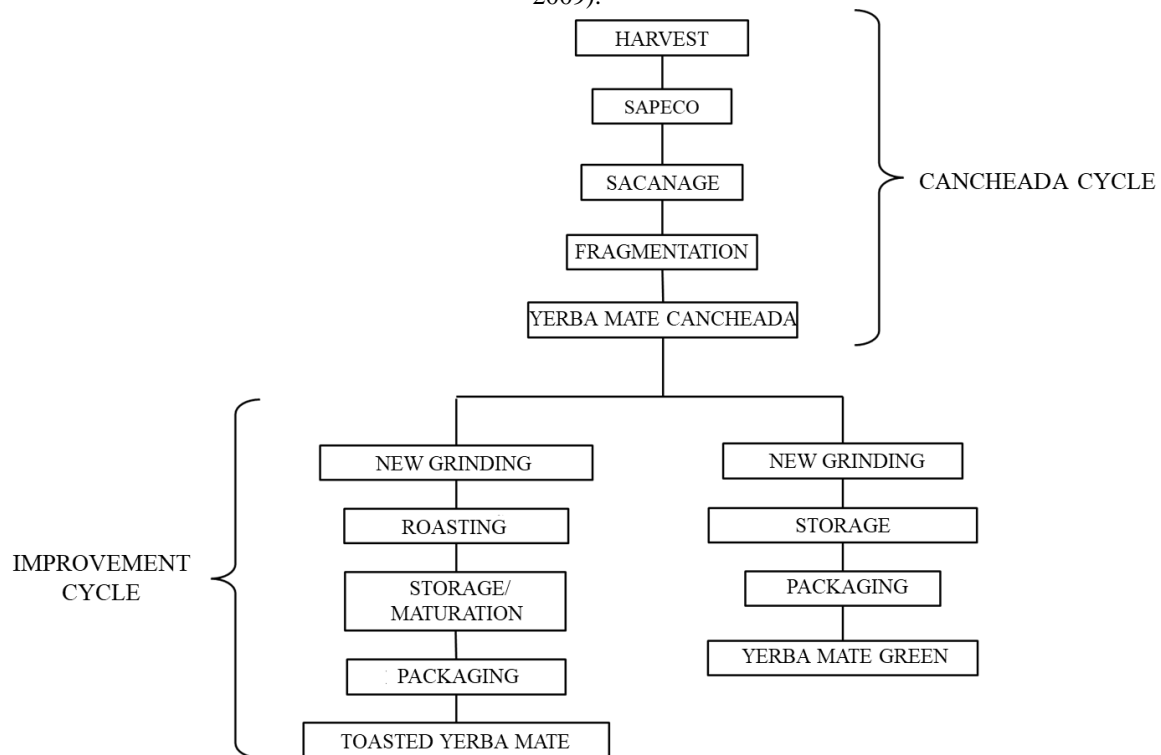 2009).
HARVEST
SAPECO
SACANAGE
CANCHEADA CYCLE
FRAGMENTATION
YERBA MATE CANCHEADA
NEW GRINDING
ROASTING
STORAGE/
MATURATION
PACKAGING
TOASTED YERBA MATE
IMPROVEMENT
CYCLE
NEW GRINDING
STORAGE
PACKAGING
YERBA MATE GREEN